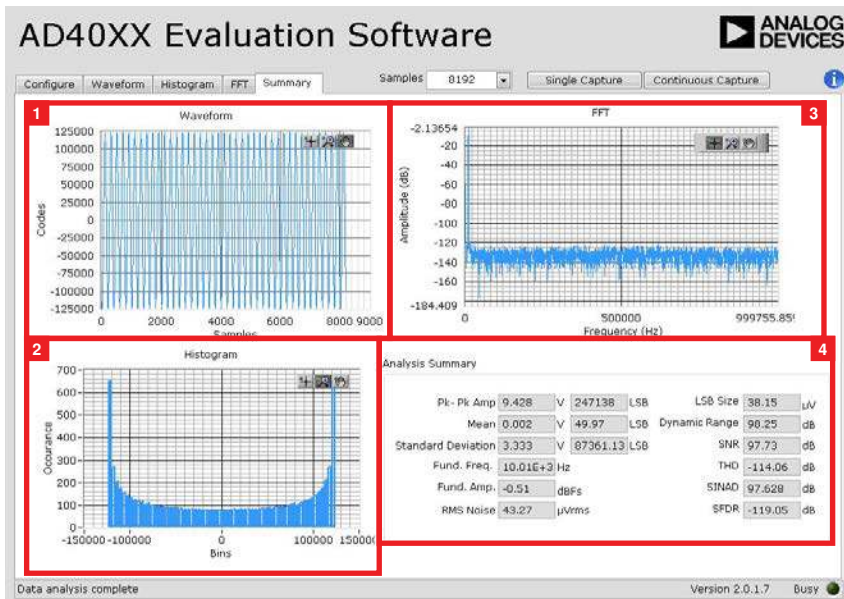 AD40XX Evaluation Software
ANALOG
DEVICES
Configure Waveform Histogram FFT Summary Samples 8192 Single Capture Continuous Capture i
1
Waveform
125000
100000
75000
50000
25000
0
-25000
-50000
-75000
-100000
-125000
Codes
0 2000 4000 6000 8000 9000
Samples
3
FFT
-2.13654
-20
-40
-60
-80
-100
-120
-140
-160
-184.409
Amplitude (dB)
0 500000 999755.859
Frequency (Hz)
2
Histogram
700
600
500
400
300
200
100
0
Occurance
-150000 -100000 0 100000 150000
Bins
4
Analysis Summary
Pk- Pk Amp 9.428 V 247138 LSB LSB Size 38.15 µV
Mean 0.002 V 49.97 LSB Dynamic Range 98.25 dB
Standard Deviation 3.333 V 87361.13 LSB SNR 97.73 dB
Fund. Freq. 10.01E+3 Hz THD -114.06 dB
Fund. Amp. -0.51 dBFs SINAD 97.628 dB
RMS Noise 43.27 µVrms SFDR -119.05 dB
Data analysis complete Version 2.0.1.7 Busy